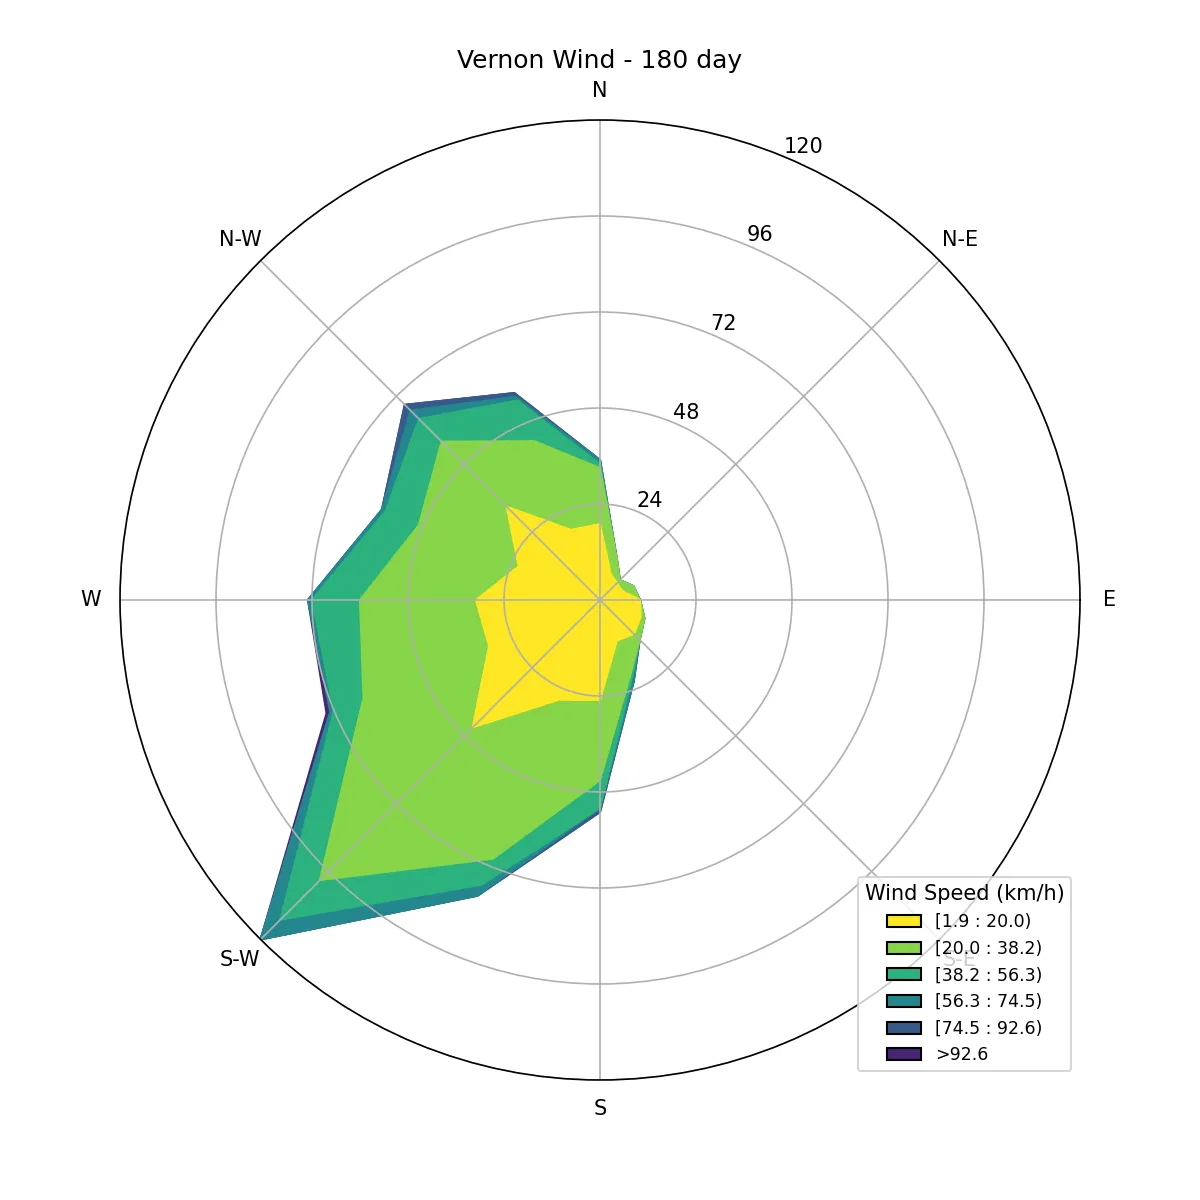 Vernon Wind - 180 day
N
120
N-W
96
N-E
72
48
24
W
E
S-W
S-E
S
Wind Speed (km/h)
[1.9 : 20.0)
[20.0 : 38.2)
[38.2 : 56.3)
[56.3 : 74.5)
[74.5 : 92.6)
>92.6